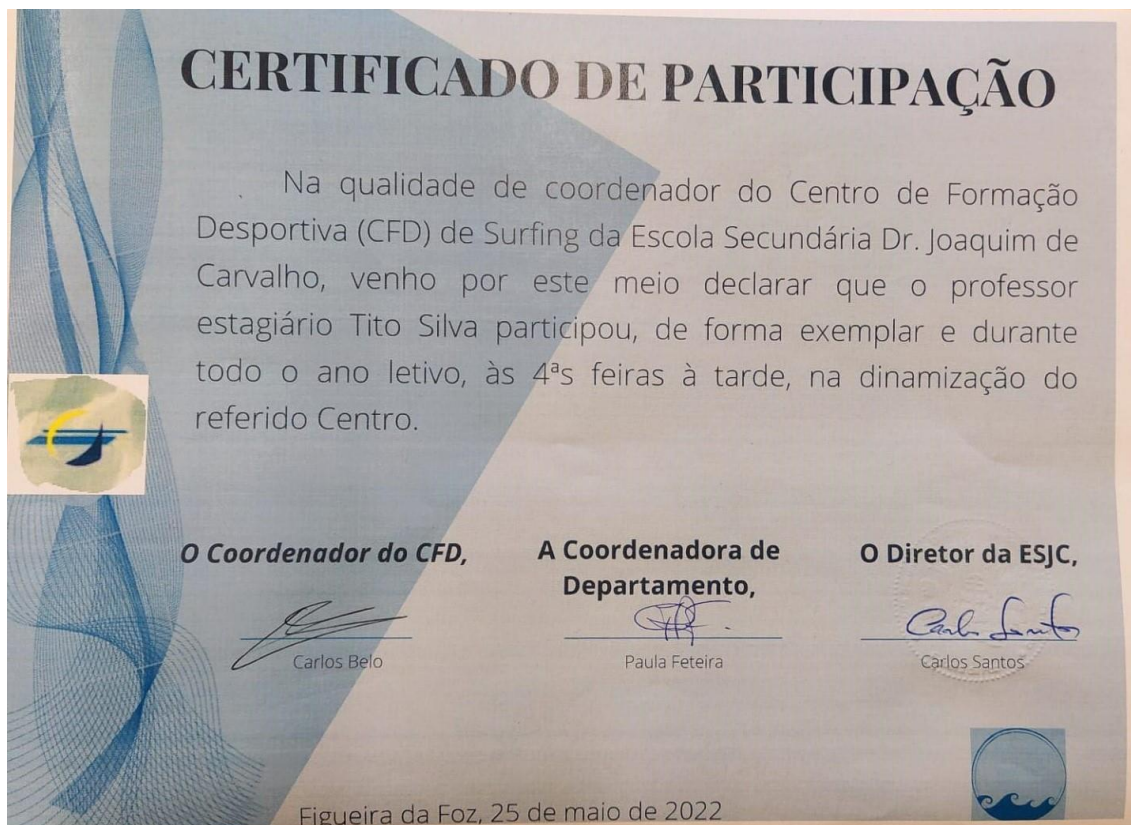 CERTIFICADO DE PARTICIPAÇÃO
Na qualidade de coordenador do Centro de Formação
Desportiva (CFD) de Surfing da Escola Secundária Dr. Joaquim de
Carvalho, venho por este meio declarar que o professor
estagiário Tito Silva participou, de forma exemplar e durante
todo o ano letivo, às 4ªs feiras à tarde, na dinamização do
referido Centro.
O Coordenador do CFD,
Carlos Belo
A Coordenadora de
Departamento,
Paula Feteira
O Diretor da ESJC,
Carlos Santos
Carlos Santos
Figueira da Foz, 25 de maio de 2022